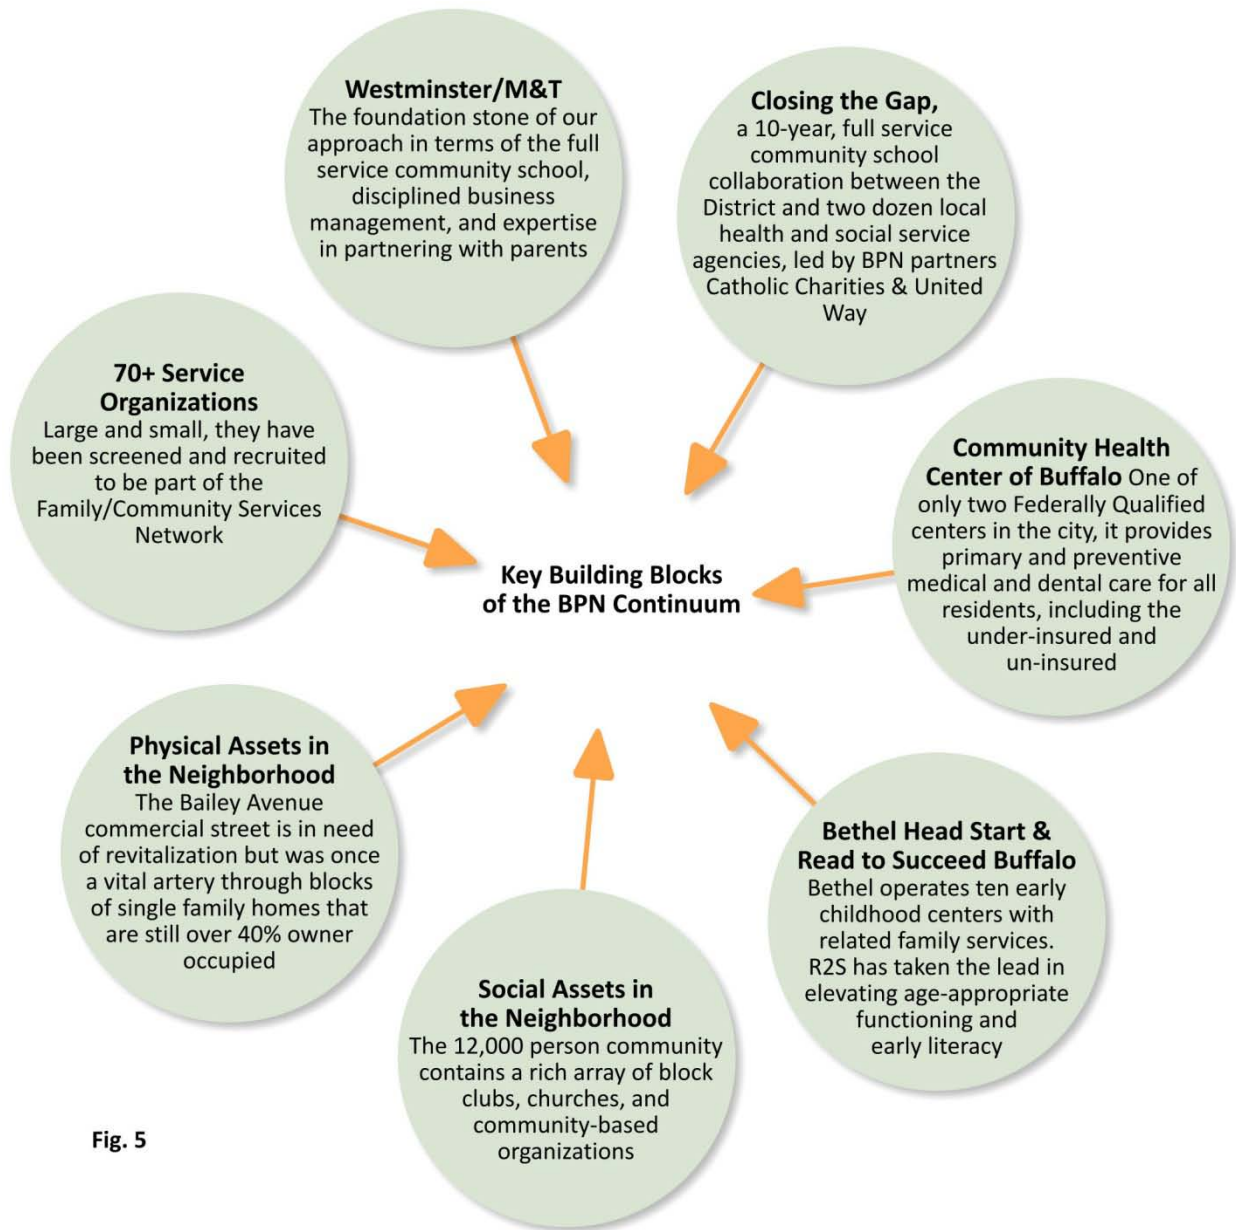 Westminster/M&T
The foundation stone of our
approach in terms of the full
service community school,
disciplined business
management, and expertise
in partnering with parents
Closing the Gap,
a 10-year, full service
community school
collaboration between the
District and two dozen local
health and social service
agencies, led by BPN partners
Catholic Charities & United
Way
70+ Service
Organizations
Large and small, they have
been screened and recruited
to be part of the
Family/Community Services
Network
Community Health
Center of Buffalo One of
only two Federally Qualified
centers in the city, it provides
primary and preventive
medical and dental care for all
residents, including the
under-insured and
un-insured
Key Building Blocks
of the BPN Continuum
Physical Assets in
the Neighborhood
The Bailey Avenue
commercial street is in need
of revitalization but was once
a vital artery through blocks
of single family homes that
are still over 40% owner
occupied
Bethel Head Start &
Read to Succeed Buffalo
Bethel operates ten early
childhood centers with
related family services.
R2S has taken the lead in
elevating age-appropriate
functioning and
early literacy
Social Assets in
the Neighborhood
The 12,000 person community
contains a rich array of block
clubs, churches, and
community-based
organizations
Fig. 5